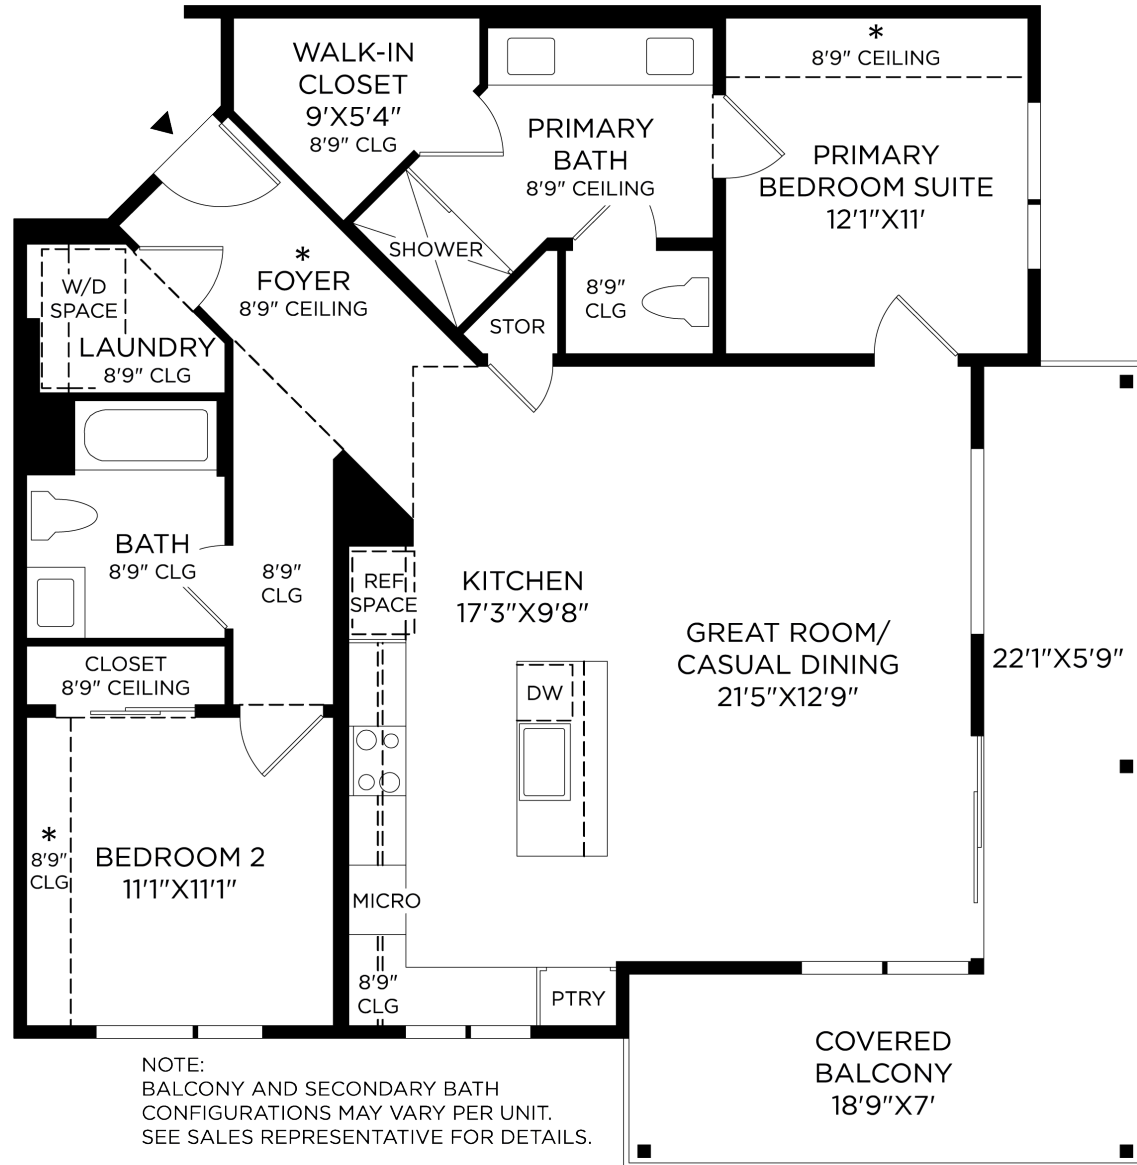 WALK-IN
CLOSET
9'X5'4"
8'9" CLG
PRIMARY
BATH
8'9" CEILING
*
8'9" CEILING
PRIMARY
BEDROOM SUITE
12'1"X11'
SHOWER
8'9"
CLG
STOR
*
FOYER
8'9" CEILING
W/D
SPACE
LAUNDRY
8'9" CLG
BATH
8'9" CLG
8'9"
CLG
REF
SPACE
KITCHEN
17'3"X9'8"
GREAT ROOM/
CASUAL DINING
21'5"X12'9"
22'1"X5'9"
CLOSET
8'9" CEILING
DW
*
8'9"
CLG
BEDROOM 2
11'1"X11'1"
MICRO
8'9"
CLG
PTRY
COVERED
BALCONY
18'9"X7'
NOTE:
BALCONY AND SECONDARY BATH
CONFIGURATIONS MAY VARY PER UNIT.
SEE SALES REPRESENTATIVE FOR DETAILS.